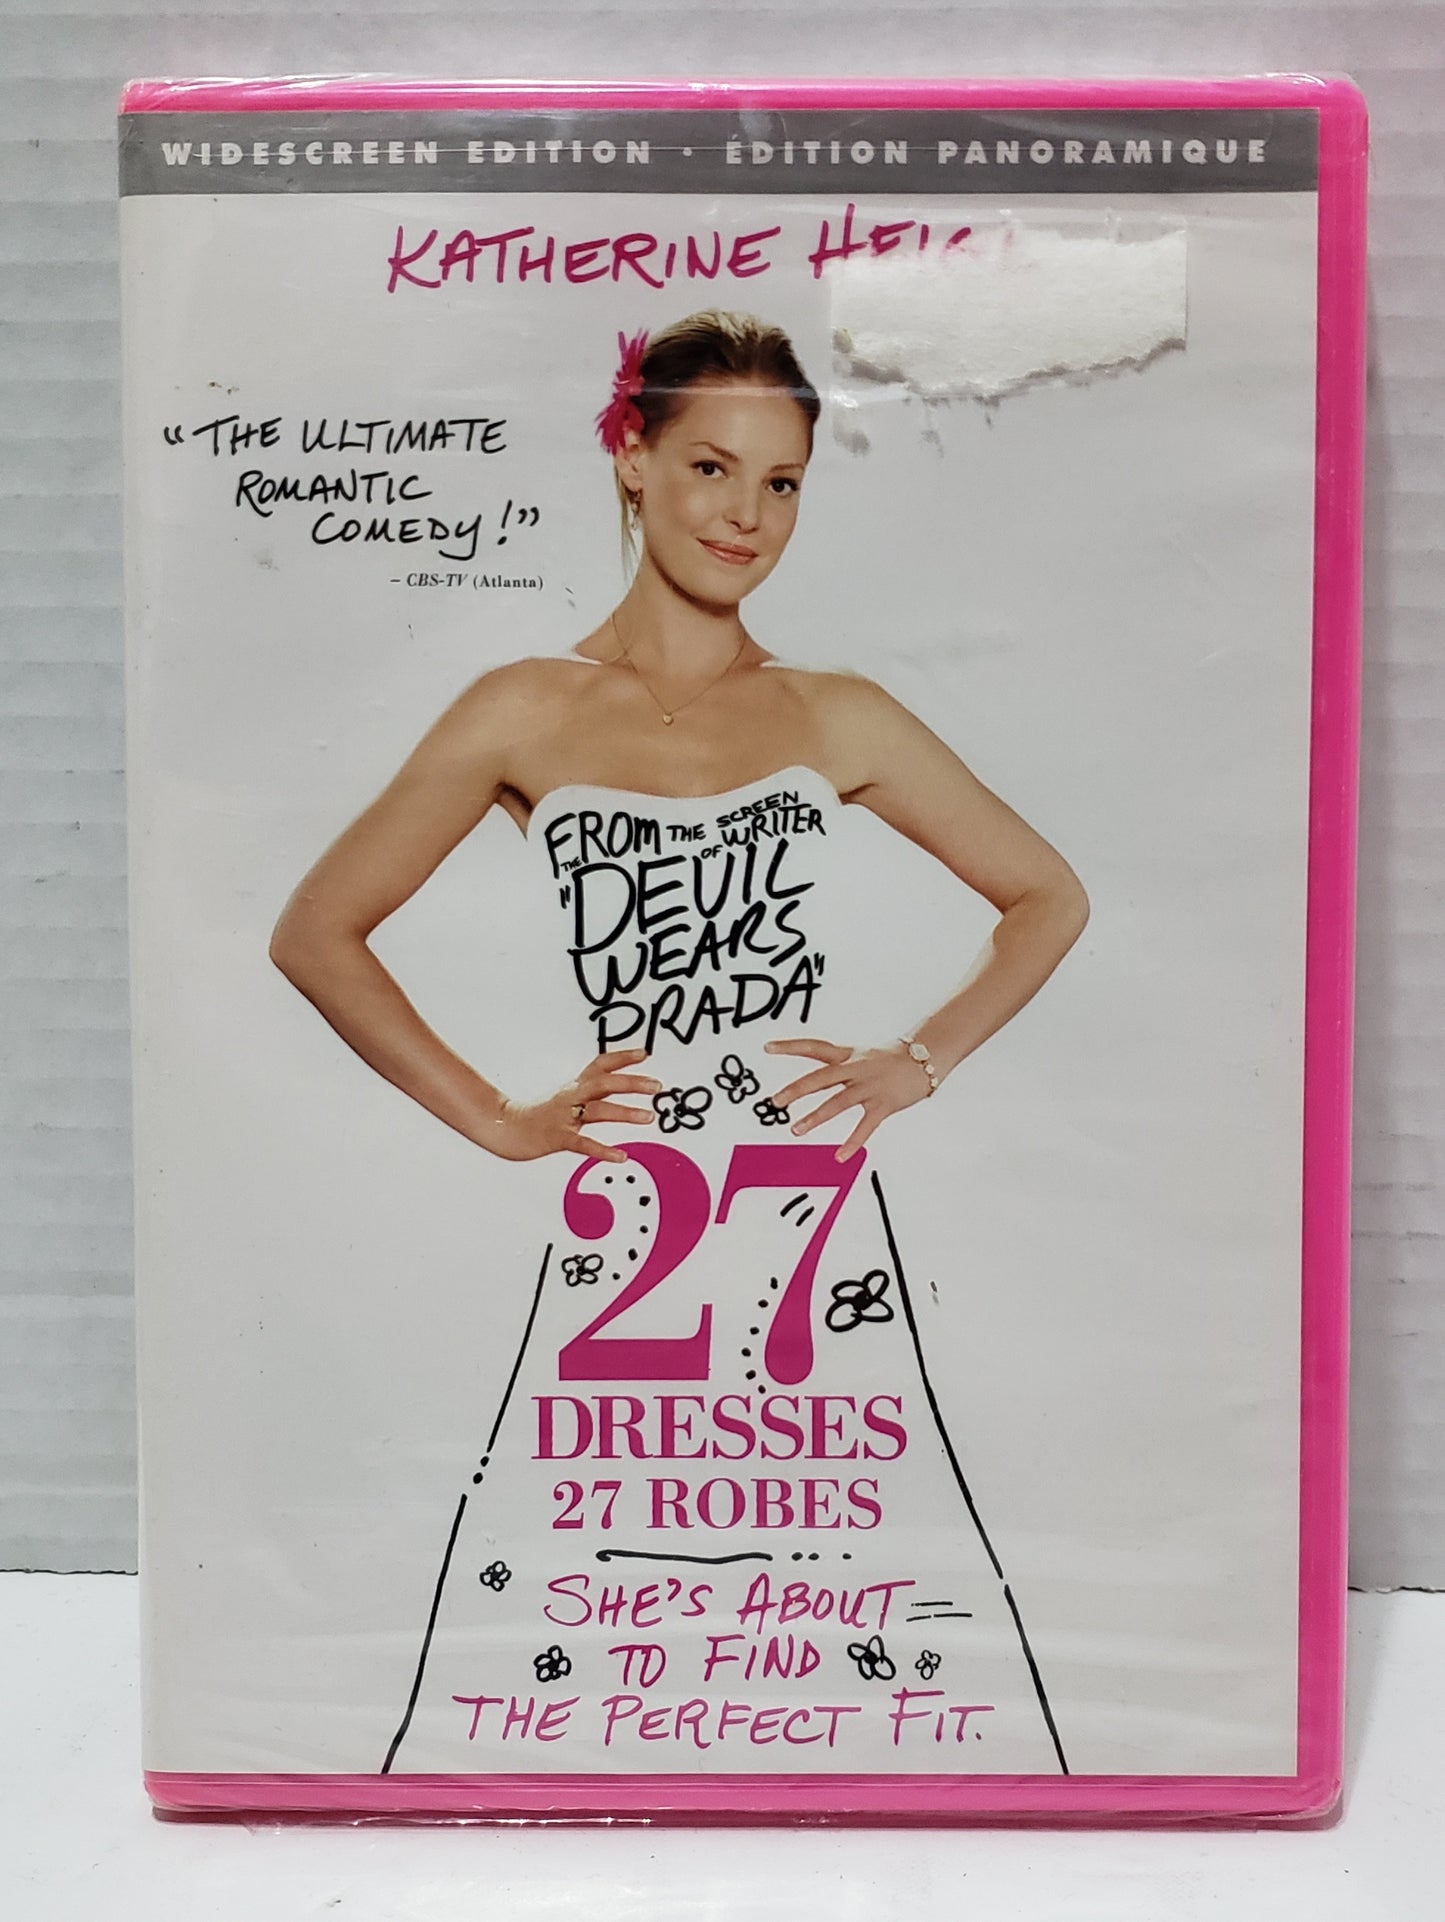 WIDESCREEN EDITION • ÉDITION PANORAMIQUE
KATHERINE
"THE ULTIMATE
ROMANTIC
COMEDY!"
– CBS-TV (Atlanta)
FROM THE SCREEN
WRITER
OF
THE
"DEVIL
WEARS
PRADA"
27
DRESSES
27 ROBES
SHE'S ABOUT
TO FIND
THE PERFECT FIT.